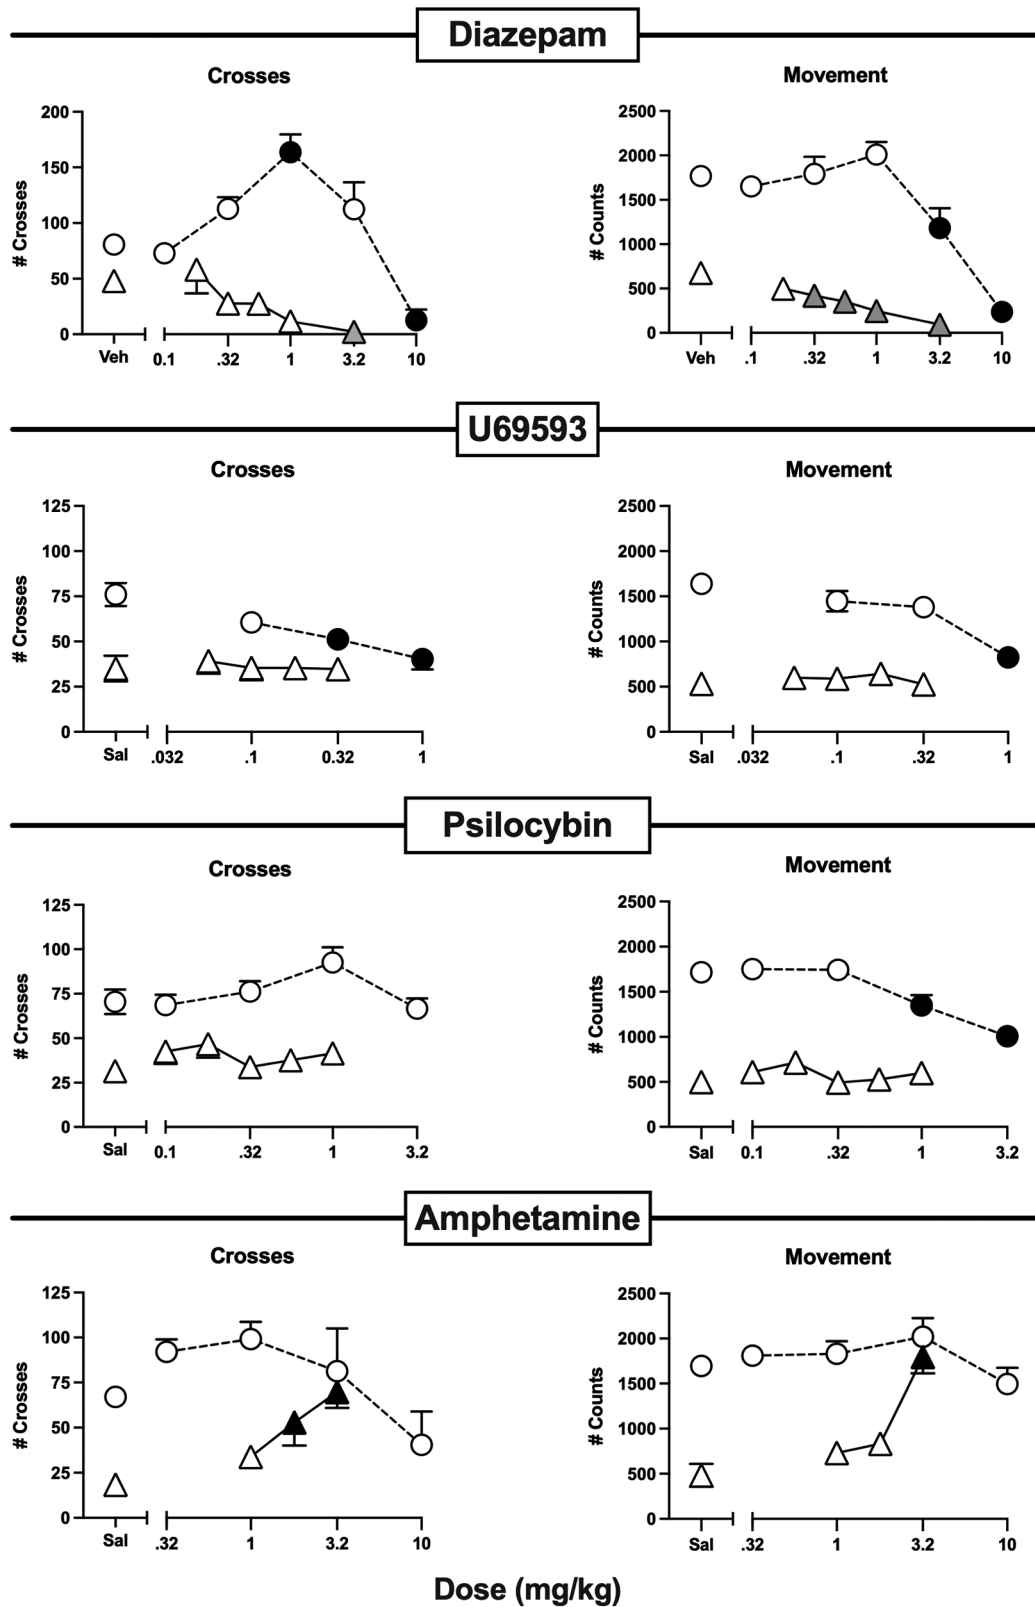 Diazepam
Crosses
# Crosses
200
150
100
50
0
Veh 0.1 .32 1 3.2 10
Movement
# Counts
2500
2000
1500
1000
500
0
Veh .1 .32 1 3.2 10
U69593
Crosses
# Crosses
125
100
75
50
25
0
Sal .032 .1 0.32 1
Movement
# Counts
2500
2000
1500
1000
500
0
Sal .032 .1 .32 1
Psilocybin
Crosses
# Crosses
125
100
75
50
25
0
Sal 0.1 .32 1 3.2
Movement
# Counts
2500
2000
1500
1000
500
0
Sal 0.1 .32 1 3.2
Amphetamine
Crosses
# Crosses
125
100
75
50
25
0
Sal .32 1 3.2 10
Movement
# Counts
2500
2000
1500
1000
500
0
Sal .32 1 3.2 10
Dose (mg/kg)